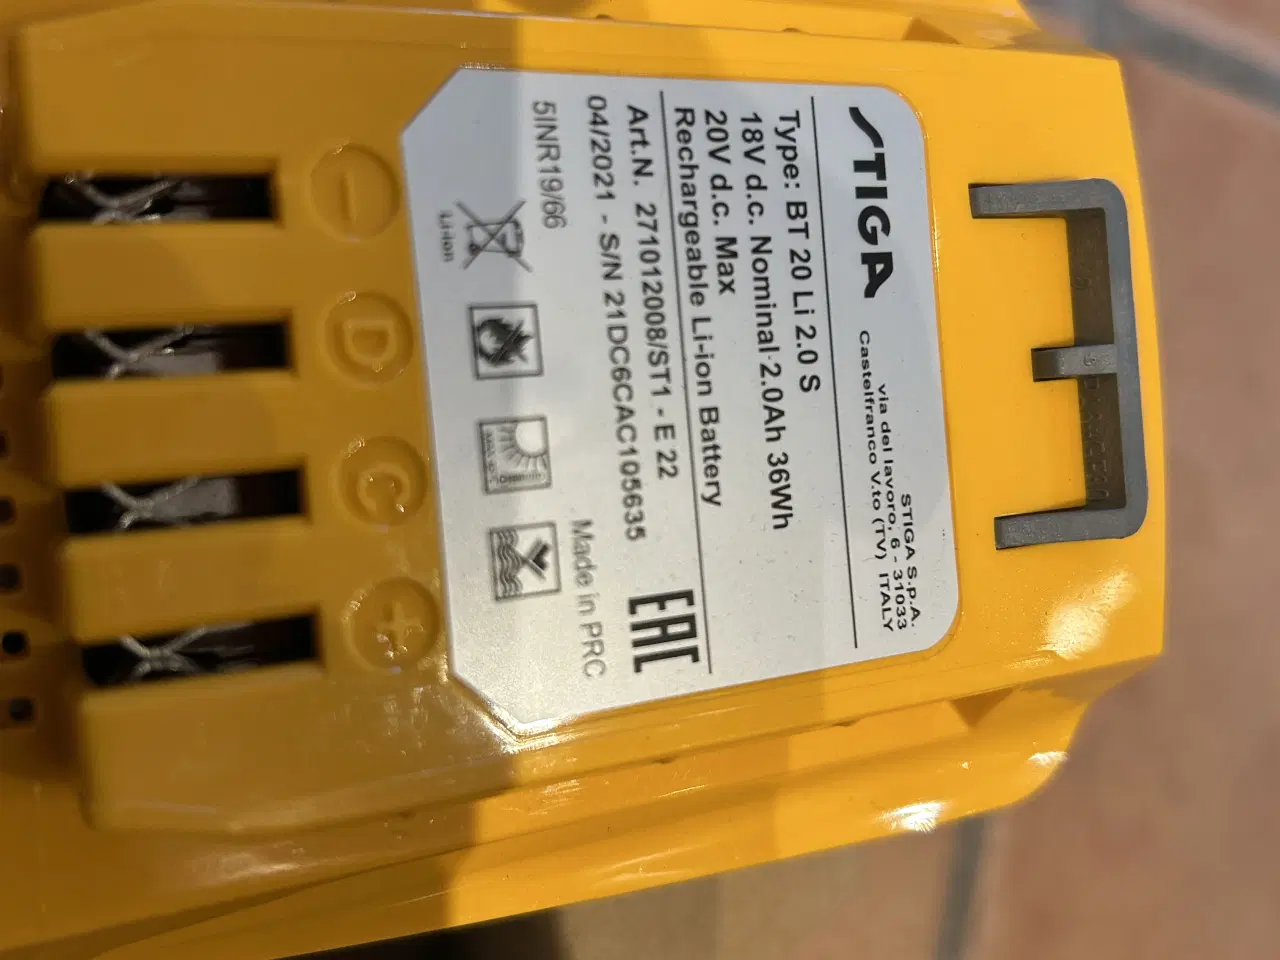 STIGA
STIGA S.p.A.
via del lavoro, 6 - 31033
Castelfranco V.to (TV) ITALY
Type: BT 20 Li 2.0 S
18V d.c. Nominal 2.0Ah 36Wh
20V d.c. Max
Rechargeable Li-ion Battery
Art.N. 271012008/ST1 - E 22
04/2021 - S/N 21DC6CAC105635
EAC
5INR19/66
Made in PRC
Li-ion
- D C +